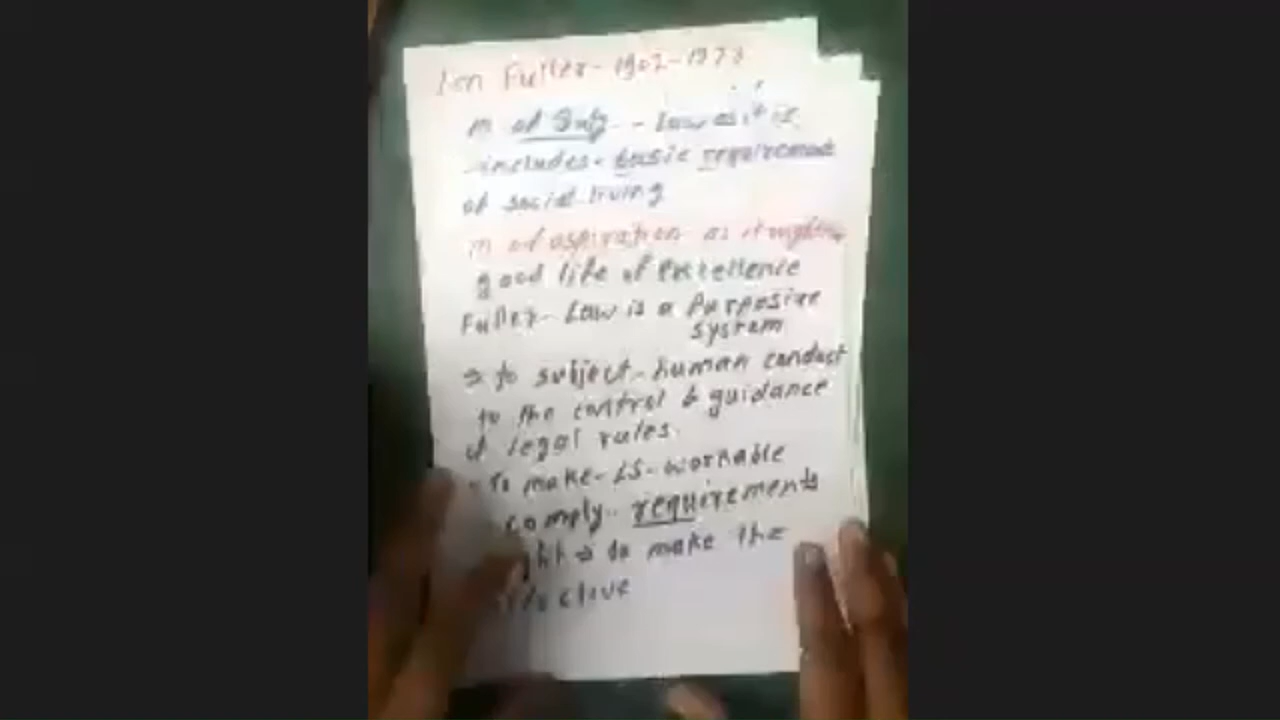 Lon Fuller - 1902-1978
m of Duty - Law as it is
- includes - basic requirement
of social living
m of aspiration as it ought
good life of excellence
Fuller - Law is a Purposive
system
⇒ to subject - human conduct
to the control & guidance
of legal rules.
To make - LS - workable
comply - requirements
ght ⇒ to make the